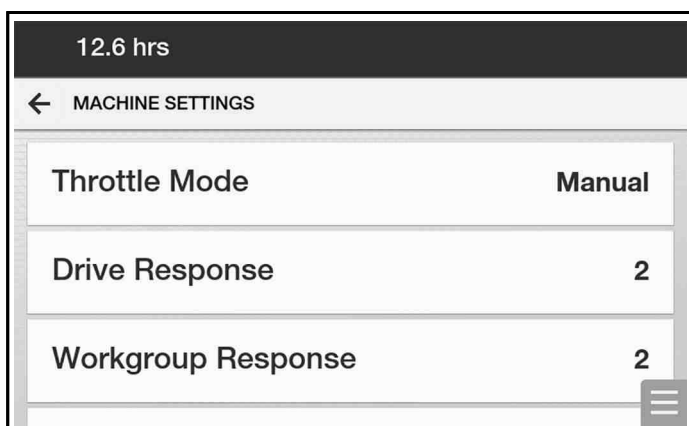 12.6 hrs
MACHINE SETTINGS
Throttle Mode Manual
Drive Response 2
Workgroup Response 2